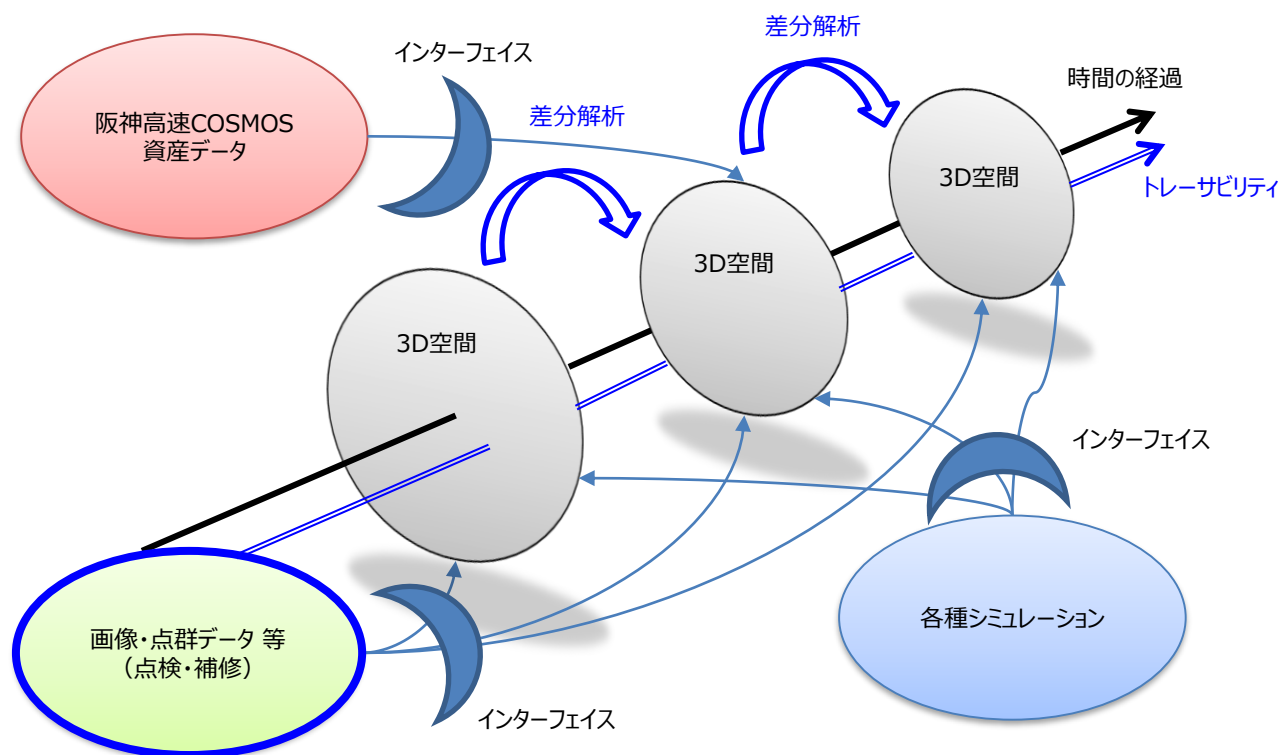 差分解析
インターフェイス
時間の経過
阪神高速COSMOS
資産データ
差分解析
3D空間
トレーサビリティ
3D空間
3D空間
インターフェイス
各種シミュレーション
画像・点群データ 等
（点検・補修）
インターフェイス